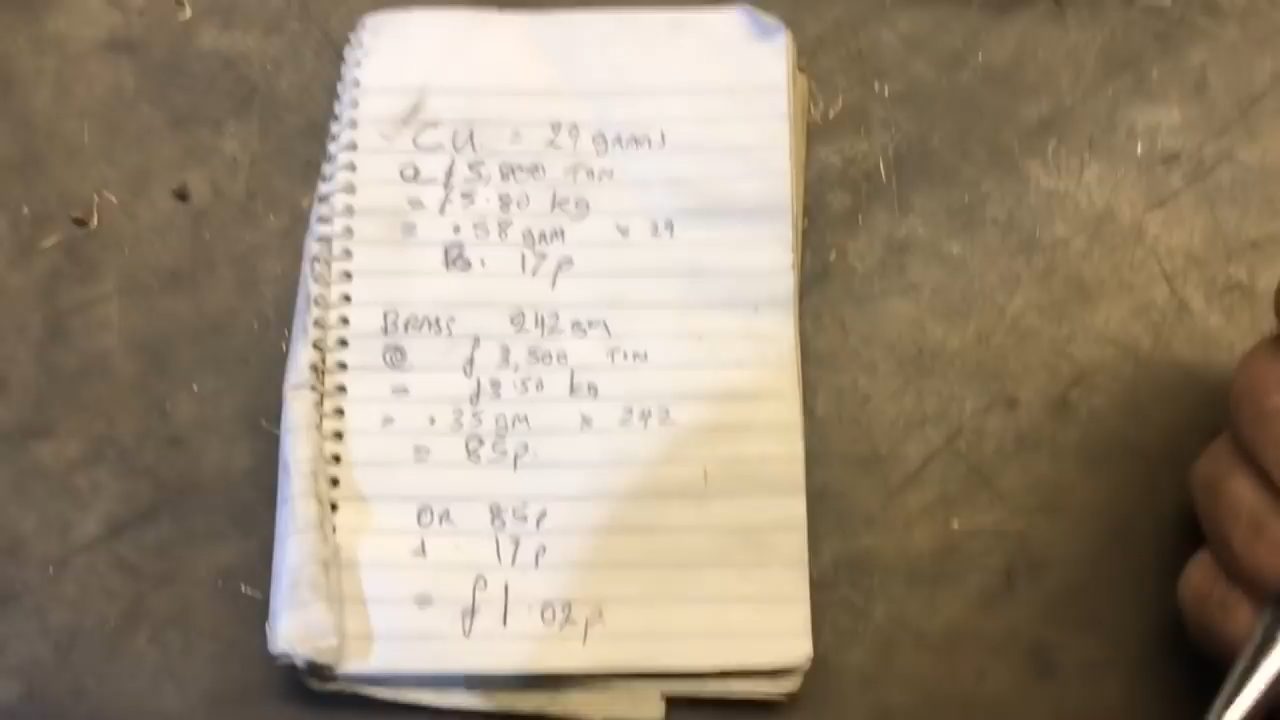 CU = 29 grams
@ £5,800 TON
= £5.80 kg
= .58 gram x 29
17p
BRASS 242 gm
@ £3,500 TON
= £3.50 kg
= .35 gm x 242
= 85p
OR 85p
+ 17p
= £1.02p